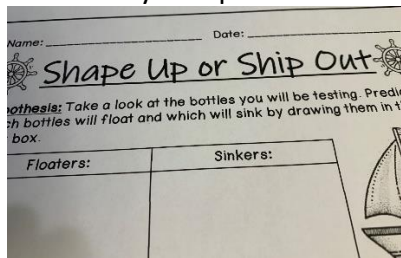 Name: Date:
Shape Up or Ship Out
othesis: Take a look at the bottles you will be testing.
ch bottles will float and which will sink by drawing them in
box.
Floaters: Sinkers: